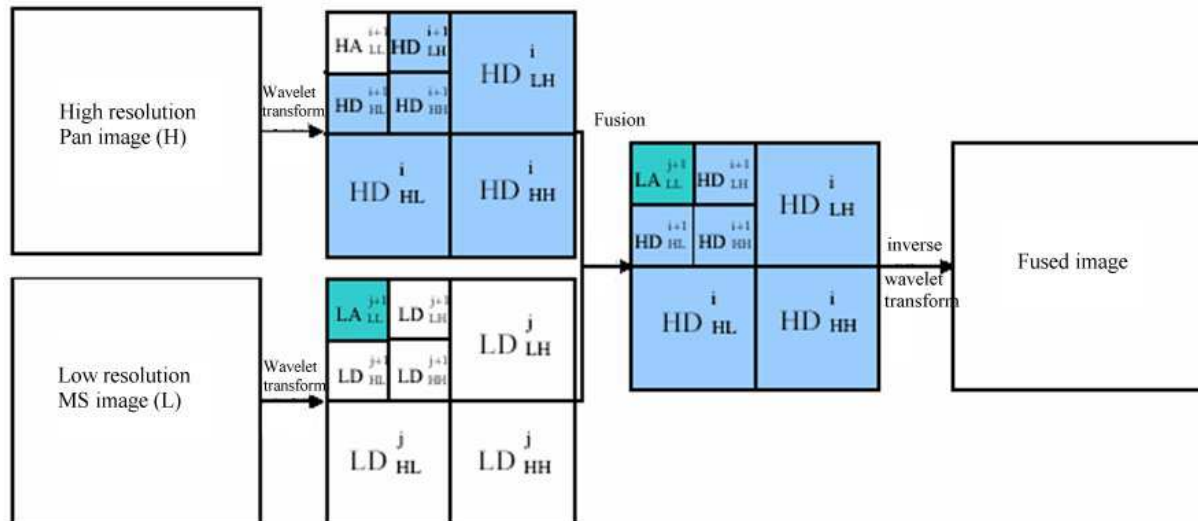 High resolution
Pan image (H)
Wavelet
transform
HA i+1 LL
HD i+1 LH
HD i LH
HD i+1 HL
HD i+1 HH
HD i HL
HD i HH
Low resolution
MS image (L)
Wavelet
transform
LA j+1 LL
LD j+1 LH
LD j LH
LD j+1 HL
LD j+1 HH
LD j HL
LD j HH
Fusion
LA j+1 LL
HD i+1 LH
HD i LH
HD i+1 HL
HD i+1 HH
HD i HL
HD i HH
inverse
wavelet
transform
Fused image